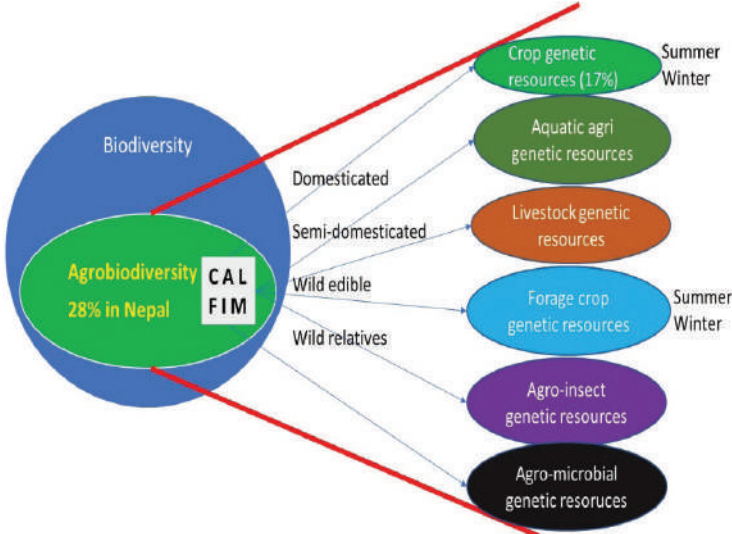 Biodiversity
Agrobiodiversity
28% in Nepal
C A L
F I M
Domesticated
Semi-domesticated
Wild edible
Wild relatives
Crop genetic
resources (17%)
Summer
Winter
Aquatic agri
genetic resources
Livestock genetic
resources
Forage crop
genetic resources
Summer
Winter
Agro-insect
genetic resources
Agro-microbial
genetic resoruces